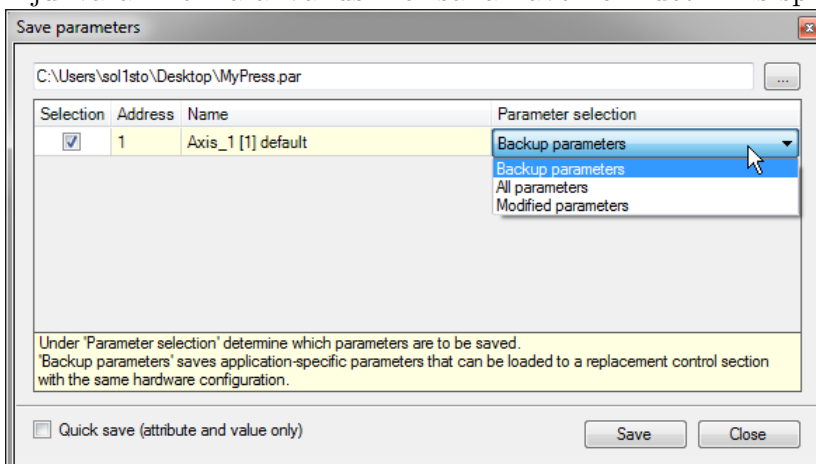 Save parameters
C:\Users\sol1sto\Desktop\MyPress.par
...
Selection Address Name Parameter selection
1 Axis_1 [1] default Backup parameters
Backup parameters
All parameters
Modified parameters
Under 'Parameter selection' determine which parameters are to be saved.
'Backup parameters' saves application-specific parameters that can be loaded to a replacement control section
with the same hardware configuration.
Quick save (attribute and value only) Save Close